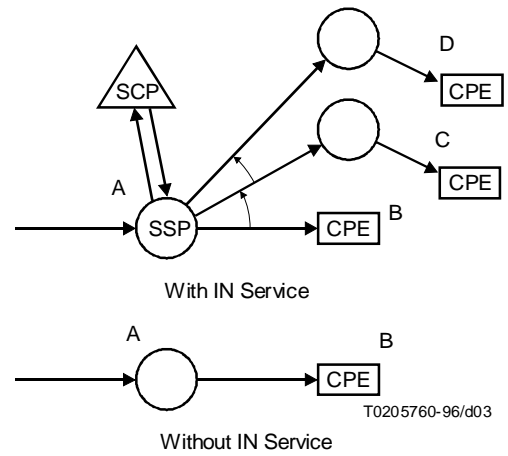 D
CPE
SCP
C
CPE
A
SSP
CPE
B
With IN Service
A
B
CPE
T0205760-96/d03
Without IN Service